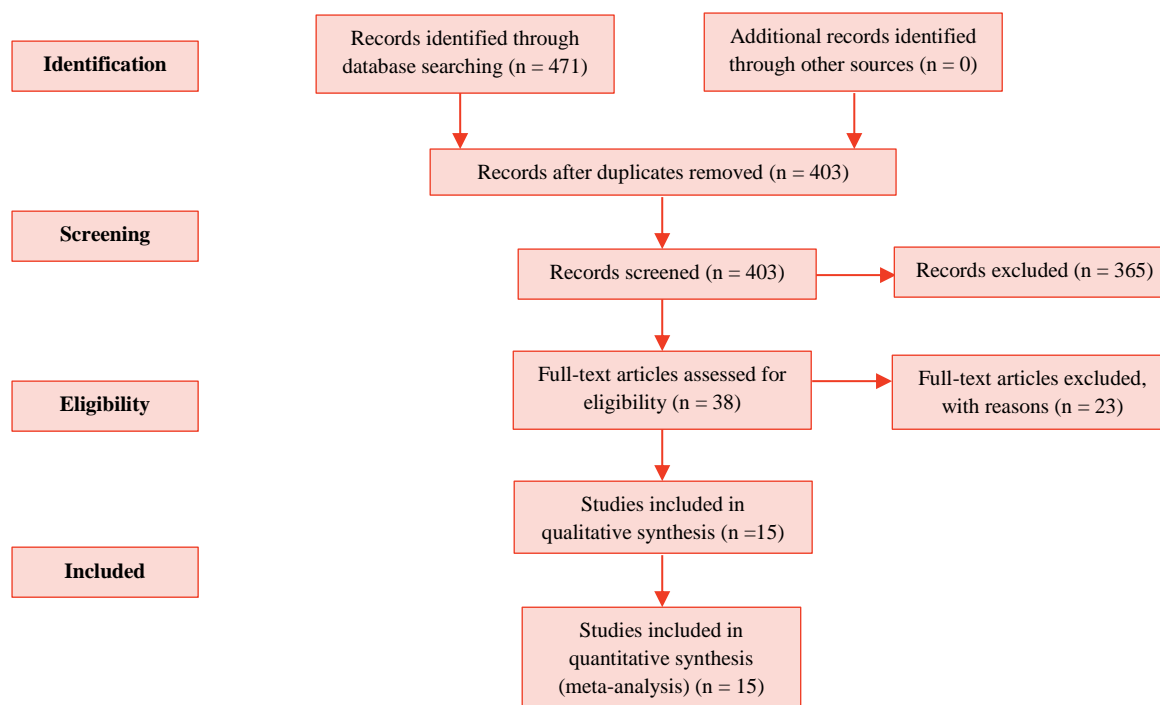 Identification
Records identified through
database searching (n = 471)
Additional records identified
through other sources (n = 0)
Records after duplicates removed (n = 403)
Screening
Records screened (n = 403)
Records excluded (n = 365)
Eligibility
Full-text articles assessed for
eligibility (n = 38)
Full-text articles excluded,
with reasons (n = 23)
Studies included in
qualitative synthesis (n =15)
Included
Studies included in
quantitative synthesis
(meta-analysis) (n = 15)